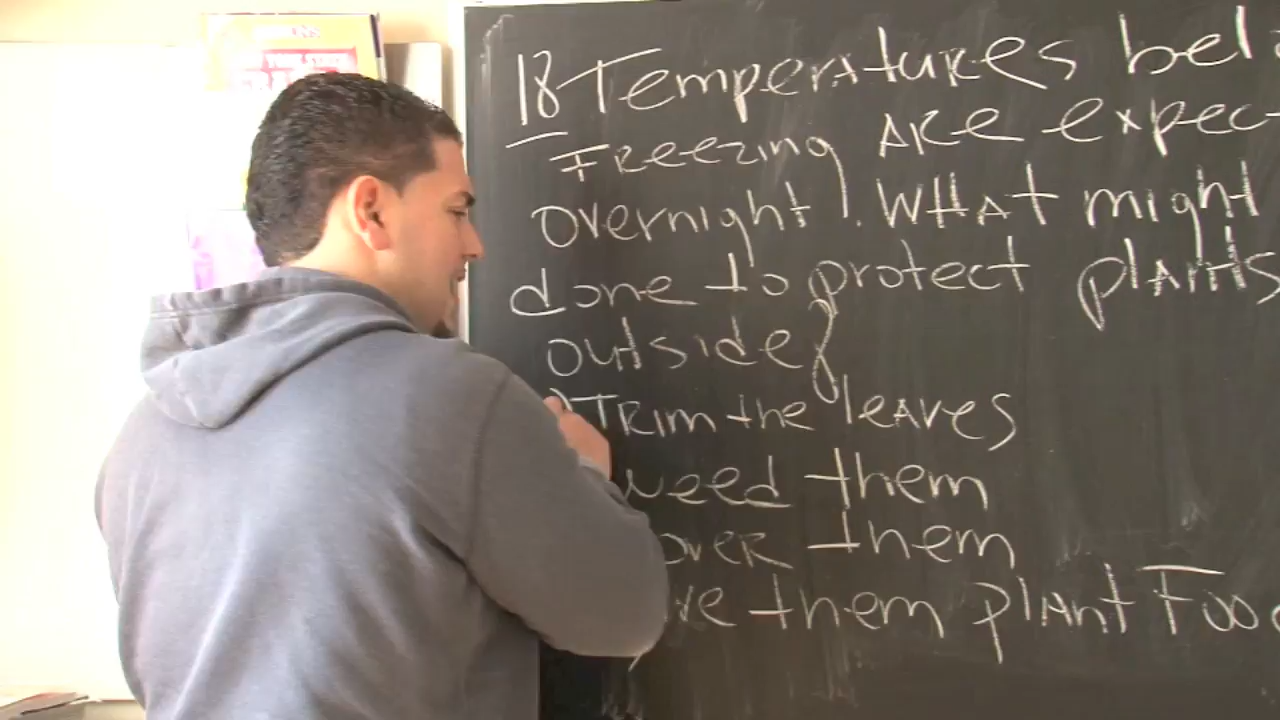 18 Temperatures bel
Freezing are expec
overnight!. What might
done to protect plants
outside?
) Trim the leaves
weed them
over them
ve them plant Foo